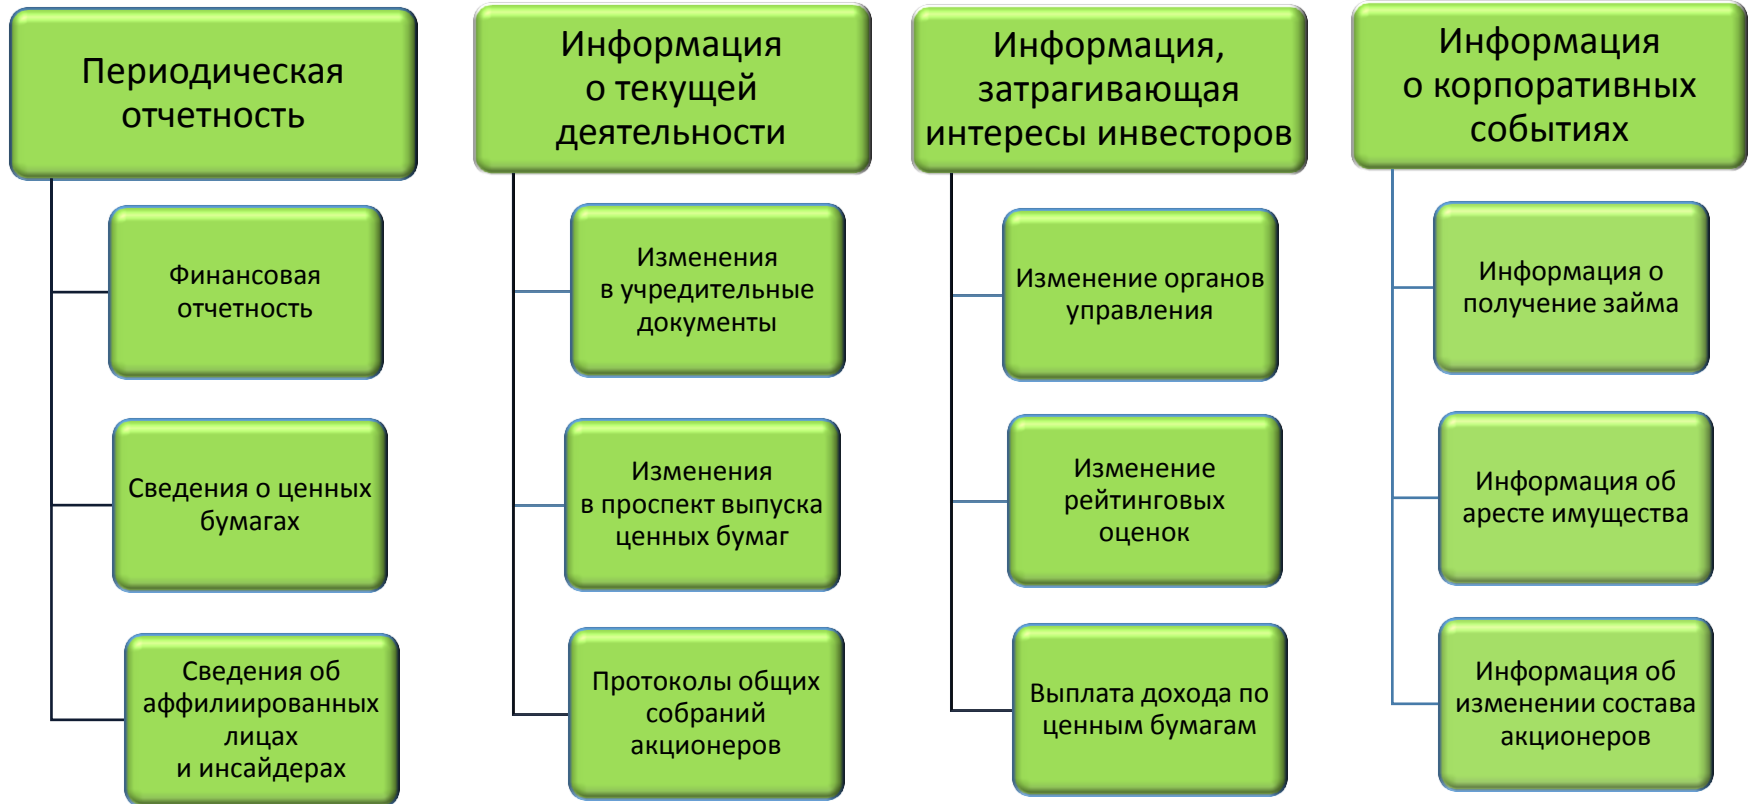 Периодическая
отчетность
Финансовая
отчетность
Сведения о ценных
бумагах
Сведения об
аффилиированных
лицах
и инсайдерах
Информация
о текущей
деятельности
Изменения
в учредительные
документы
Изменения
в проспект выпуска
ценных бумаг
Протоколы общих
собраний
акционеров
Информация,
затрагивающая
интересы инвесторов
Изменение органов
управления
Изменение
рейтинговых
оценок
Выплата дохода по
ценным бумагам
Информация
о корпоративных
событиях
Информация о
получение займа
Информация об
аресте имущества
Информация об
изменении состава
акционеров